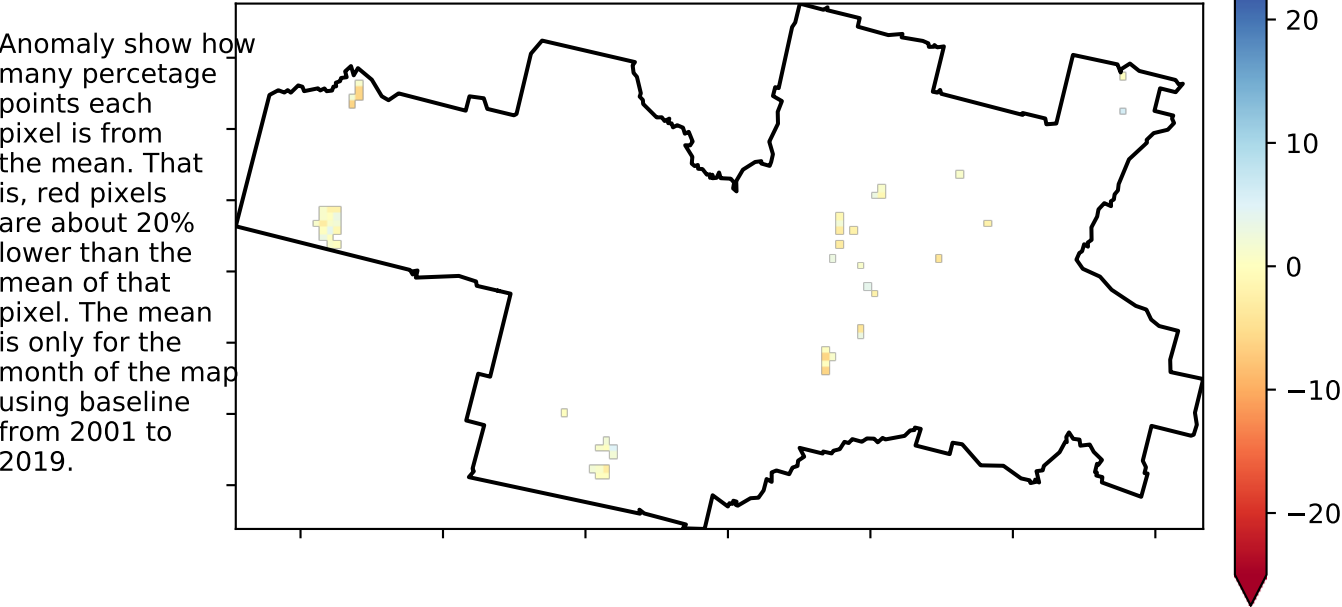 Anomaly show how
many percetage
points each
pixel is from
the mean. That
is, red pixels
are about 20%
lower than the
mean of that
pixel. The mean
is only for the
month of the map
using baseline
from 2001 to
2019.
20
10
0
−10
−20